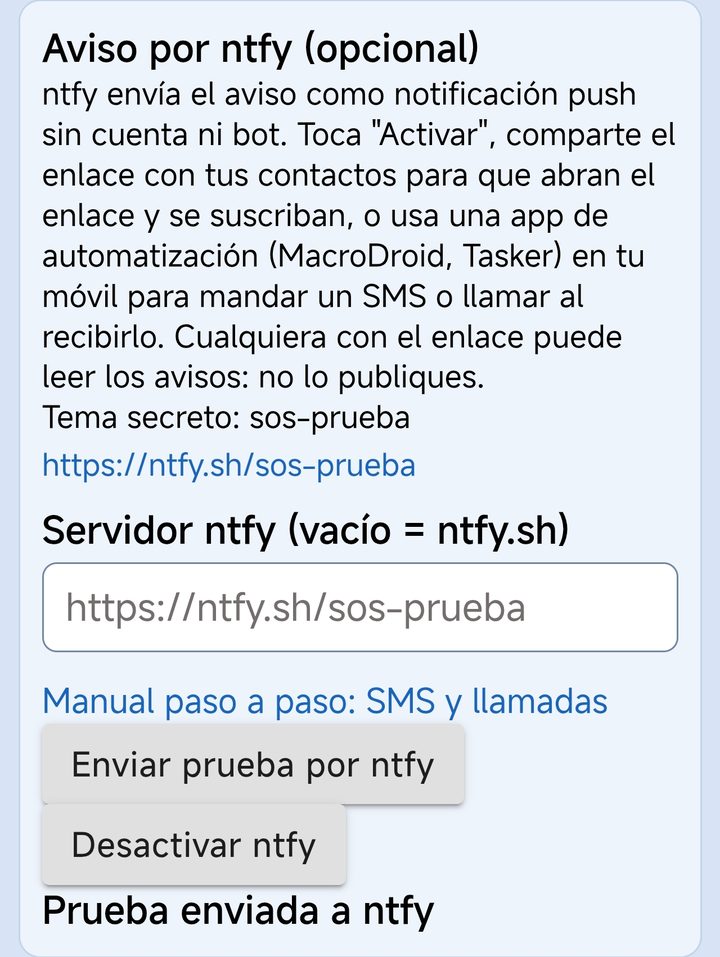 Aviso por ntfy (opcional)
ntfy envía el aviso como notificación push
sin cuenta ni bot. Toca "Activar", comparte el
enlace con tus contactos para que abran el
enlace y se suscriban, o usa una app de
automatización (MacroDroid, Tasker) en tu
móvil para mandar un SMS o llamar al
recibirlo. Cualquiera con el enlace puede
leer los avisos: no lo publiques.
Tema secreto: sos-prueba
https://ntfy.sh/sos-prueba
Servidor ntfy (vacío = ntfy.sh)
https://ntfy.sh/sos-prueba
Manual paso a paso: SMS y llamadas
Enviar prueba por ntfy
Desactivar ntfy
Prueba enviada a ntfy